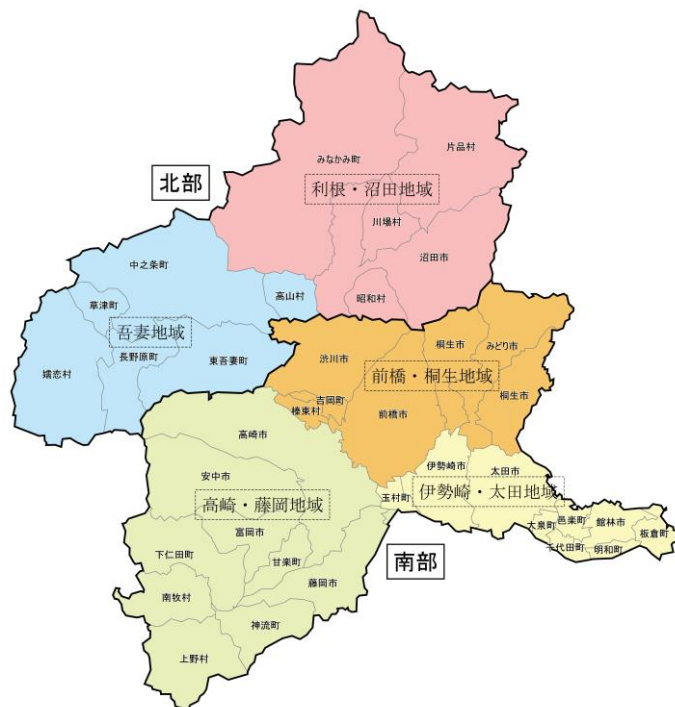 みなかみ町
片品村
北部
利根・沼田地域
川場村
沼田市
中之条町
高山村
昭和村
草津町
吾妻地域
長野原町
東吾妻町
嬬恋村
渋川市
桐生市
みどり市
前橋・桐生地域
桐生市
吉岡町
榛東村
前橋市
高崎市
伊勢崎市
太田市
安中市
玉村町
伊勢崎・太田地域
高崎・藤岡地域
大泉町
邑楽町
館林市
板倉町
千代田町
明和町
富岡市
下仁田町
甘楽町
南部
藤岡市
南牧村
神流町
上野村